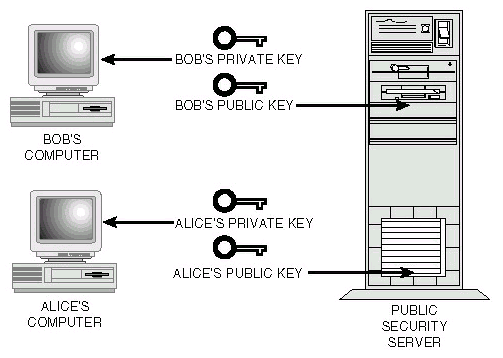 BOB'S PRIVATE KEY
BOB'S PUBLIC KEY
BOB'S
COMPUTER
ALICE'S PRIVATE KEY
ALICE'S PUBLIC KEY
ALICE'S
COMPUTER
PUBLIC
SECURITY
SERVER